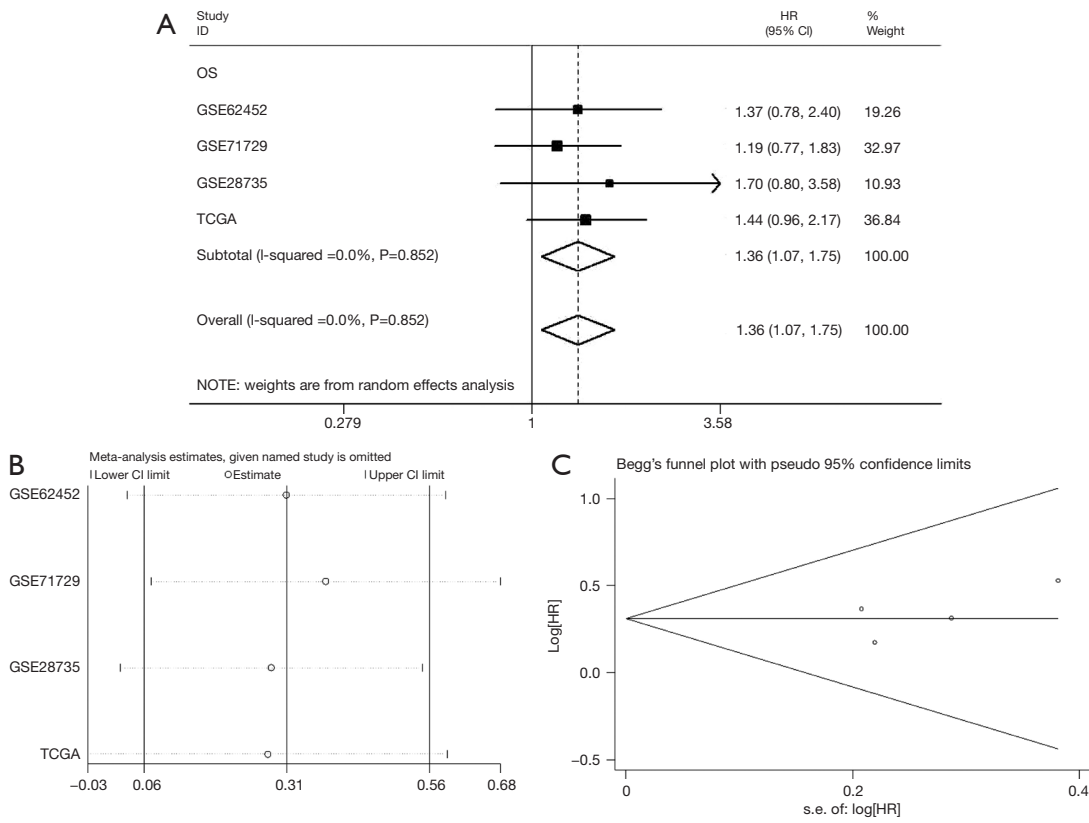 A
Study ID HR (95% CI) % Weight
OS
GSE62452 1.37 (0.78, 2.40) 19.26
GSE71729 1.19 (0.77, 1.83) 32.97
GSE28735 1.70 (0.80, 3.58) 10.93
TCGA 1.44 (0.96, 2.17) 36.84
Subtotal (I-squared =0.0%, P=0.852) 1.36 (1.07, 1.75) 100.00
Overall (I-squared =0.0%, P=0.852) 1.36 (1.07, 1.75) 100.00
NOTE: weights are from random effects analysis
0.279 1 3.58
B
Meta-analysis estimates, given named study is omitted
Lower CI limit Estimate Upper CI limit
GSE62452
GSE71729
GSE28735
TCGA
−0.03 0.06 0.31 0.56 0.68
C
Begg's funnel plot with pseudo 95% confidence limits
Log[HR]
1.0
0.5
0.0
−0.5
0 0.2 0.4
s.e. of: log[HR]